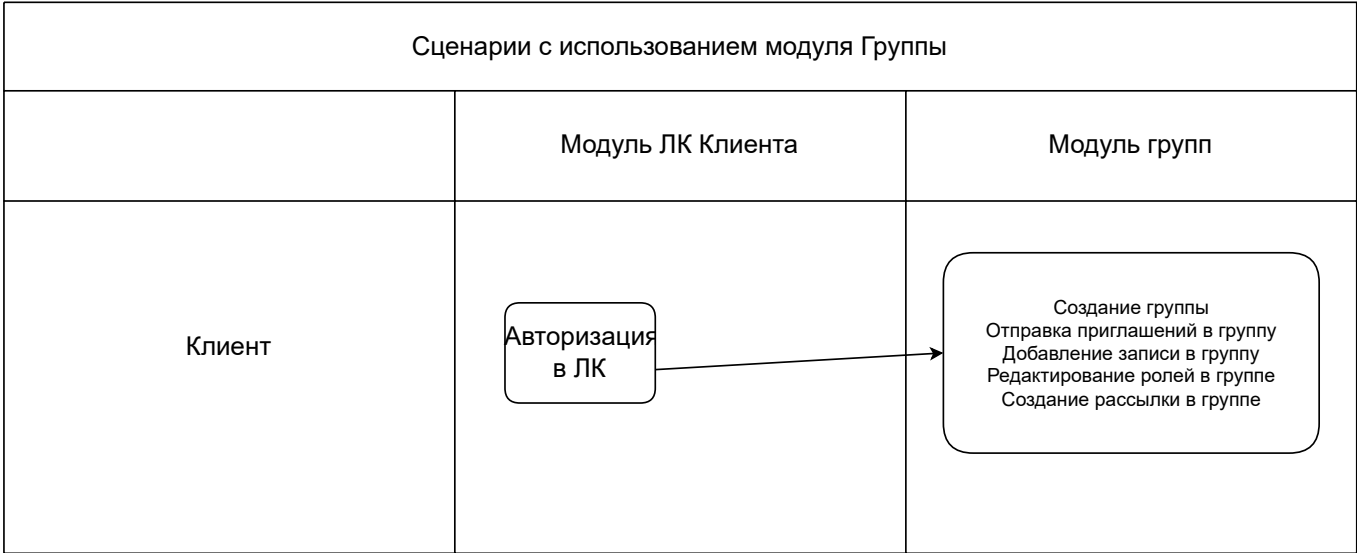 Сценарии с использованием модуля Группы
Модуль ЛК Клиента
Модуль групп
Клиент
Авторизация
в ЛК
Создание группы
Отправка приглашений в группу
Добавление записи в группу
Редактирование ролей в группе
Создание рассылки в группе